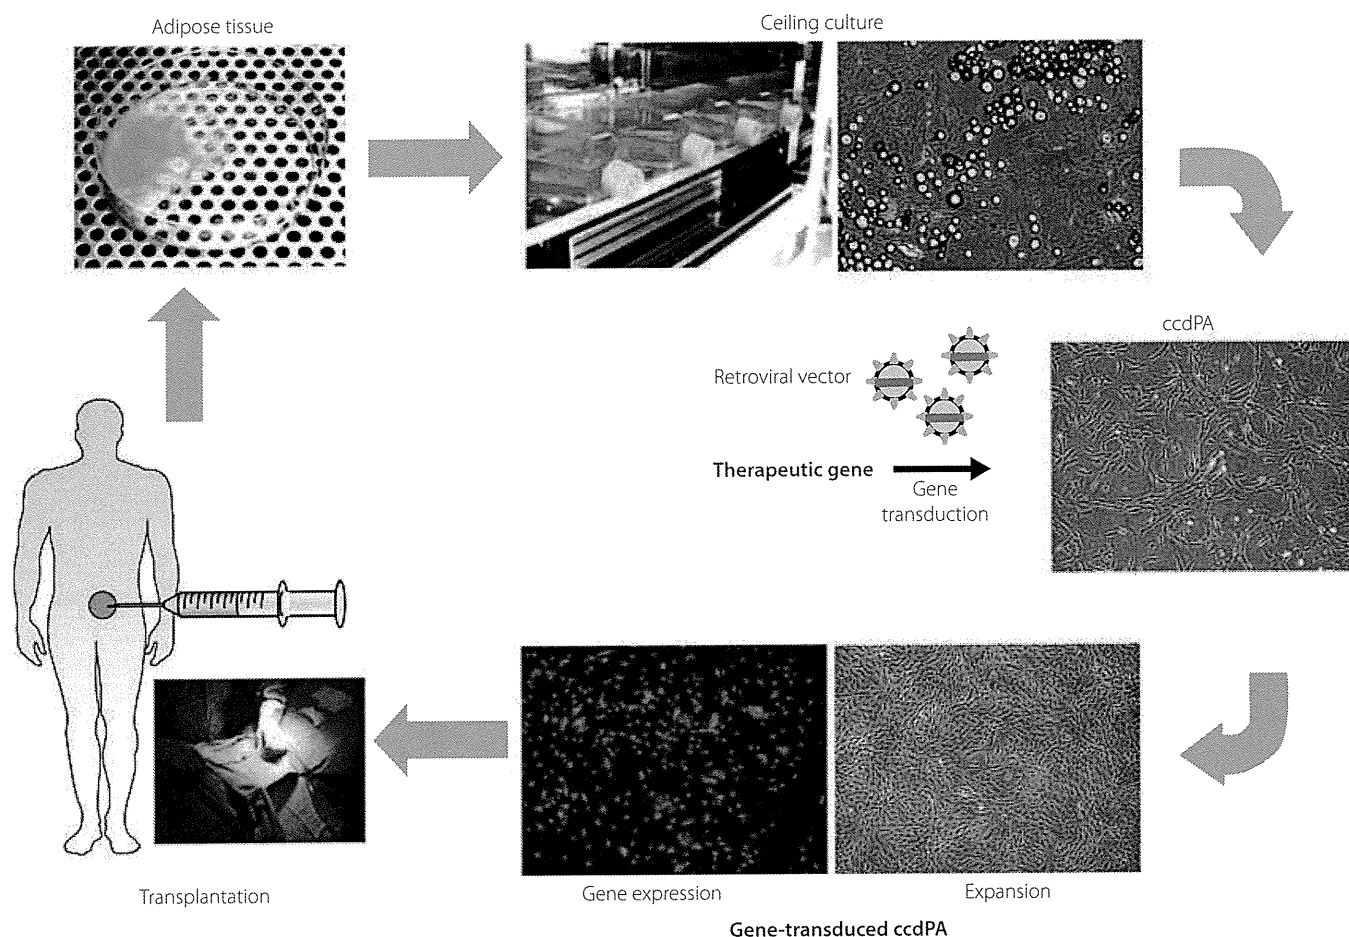 Adipose tissue
Ceiling culture
ccdPA
Retroviral vector
Therapeutic gene
Gene
transduction
Transplantation
Gene expression
Expansion
Gene-transduced ccdPA